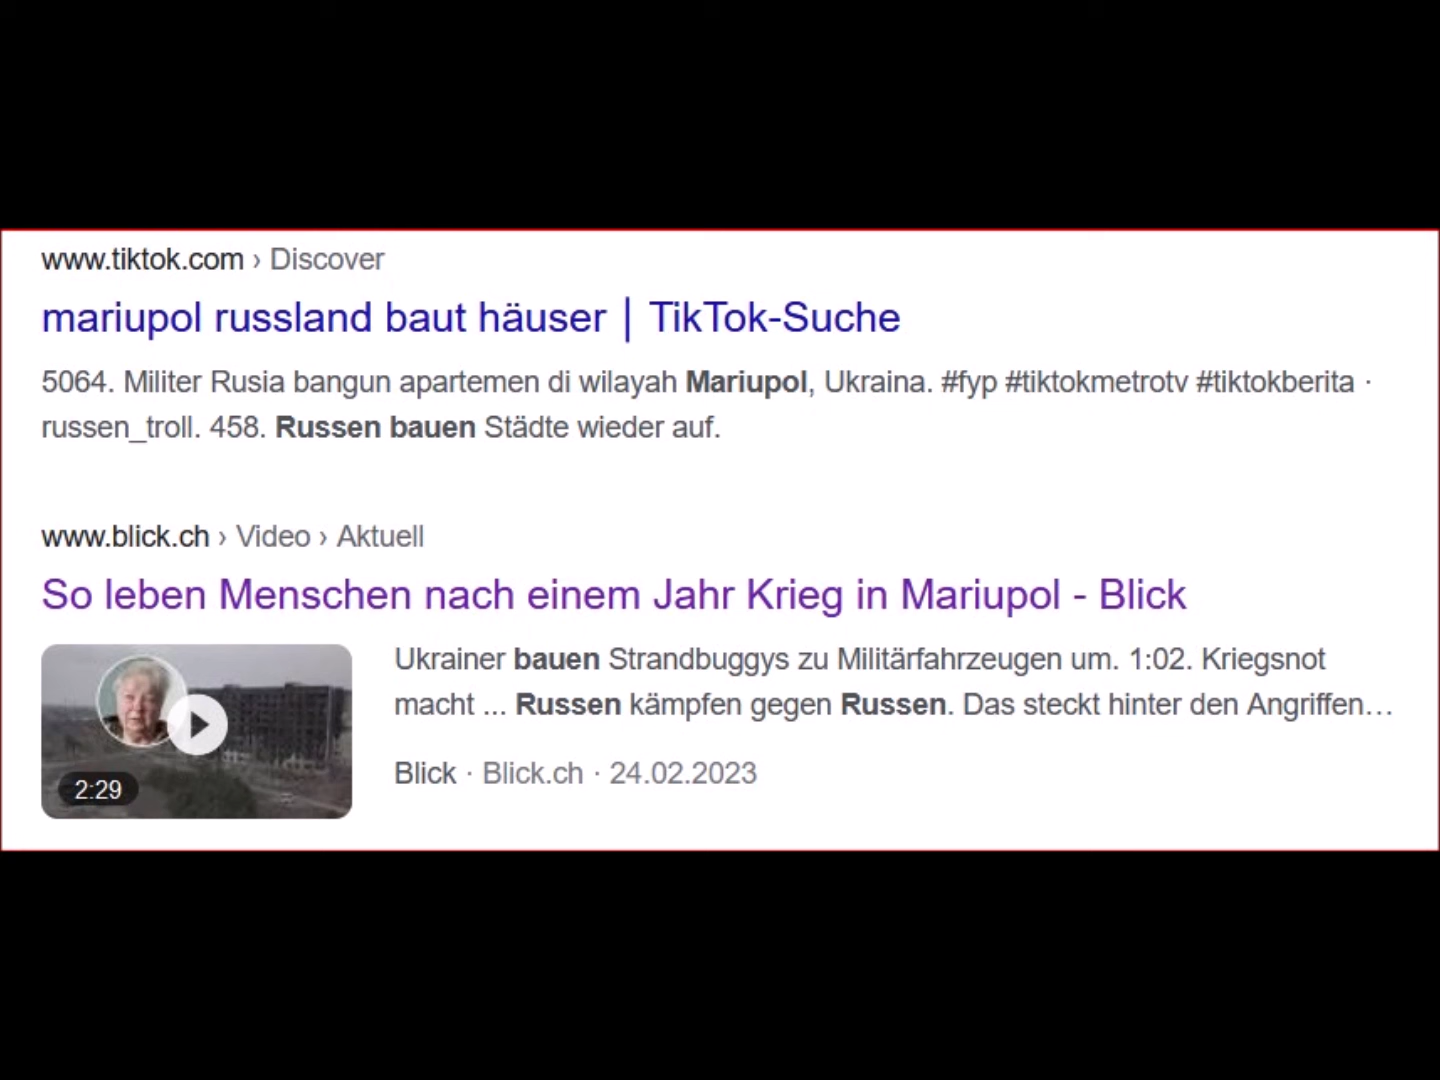 www.tiktok.com › Discover
mariupol russland baut häuser | TikTok-Suche
5064. Militer Rusia bangun apartemen di wilayah Mariupol, Ukraina. #fyp #tiktokmetrotv #tiktokberita ·
russen_troll. 458. Russen bauen Städte wieder auf.
www.blick.ch › Video › Aktuell
So leben Menschen nach einem Jahr Krieg in Mariupol - Blick
Ukrainer bauen Strandbuggys zu Militärfahrzeugen um. 1:02. Kriegsnot
macht ... Russen kämpfen gegen Russen. Das steckt hinter den Angriffen…
2:29
Blick · Blick.ch · 24.02.2023